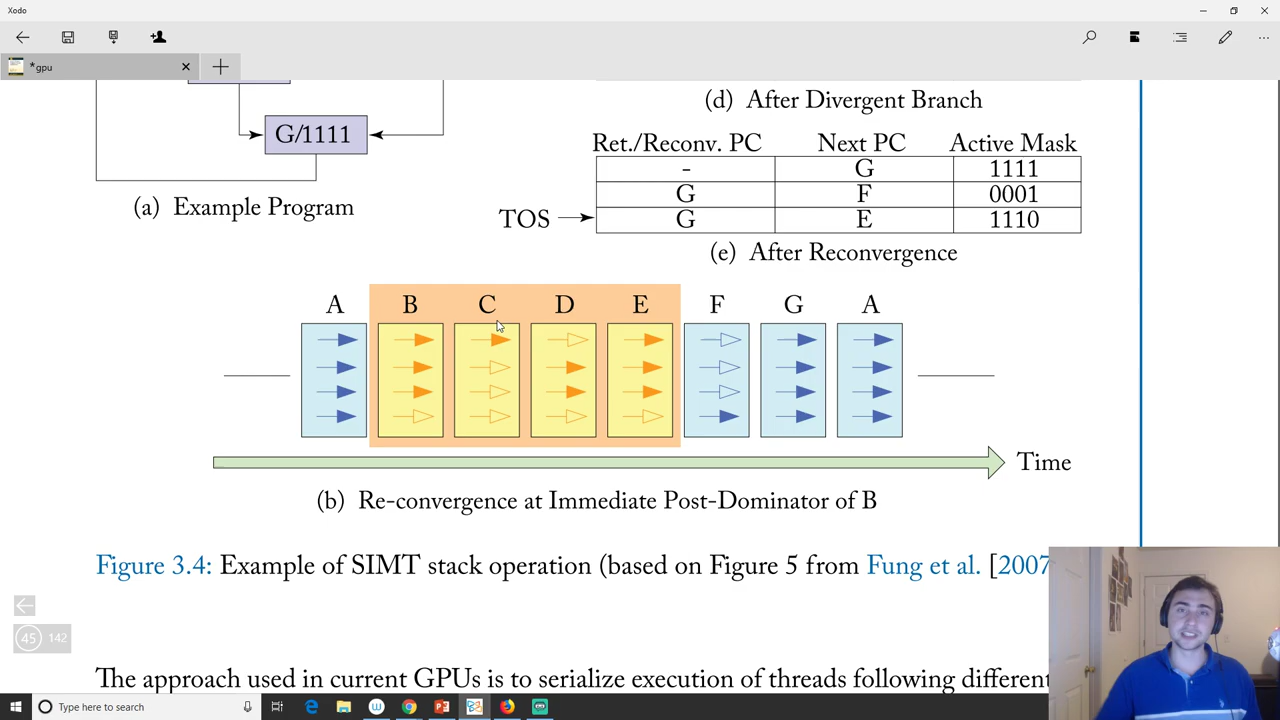 Xodo
*gpu
(d) After Divergent Branch
G/1111
Ret./Reconv. PC Next PC Active Mask
- G 1111
G F 0001
TOS G E 1110
(a) Example Program
(e) After Reconvergence
A B C D E F G A
Time
(b) Re-convergence at Immediate Post-Dominator of B
Figure 3.4: Example of SIMT stack operation (based on Figure 5 from Fung et al. [2007
45 142
The approach used in current GPUs is to serialize execution of threads following different
Type here to search